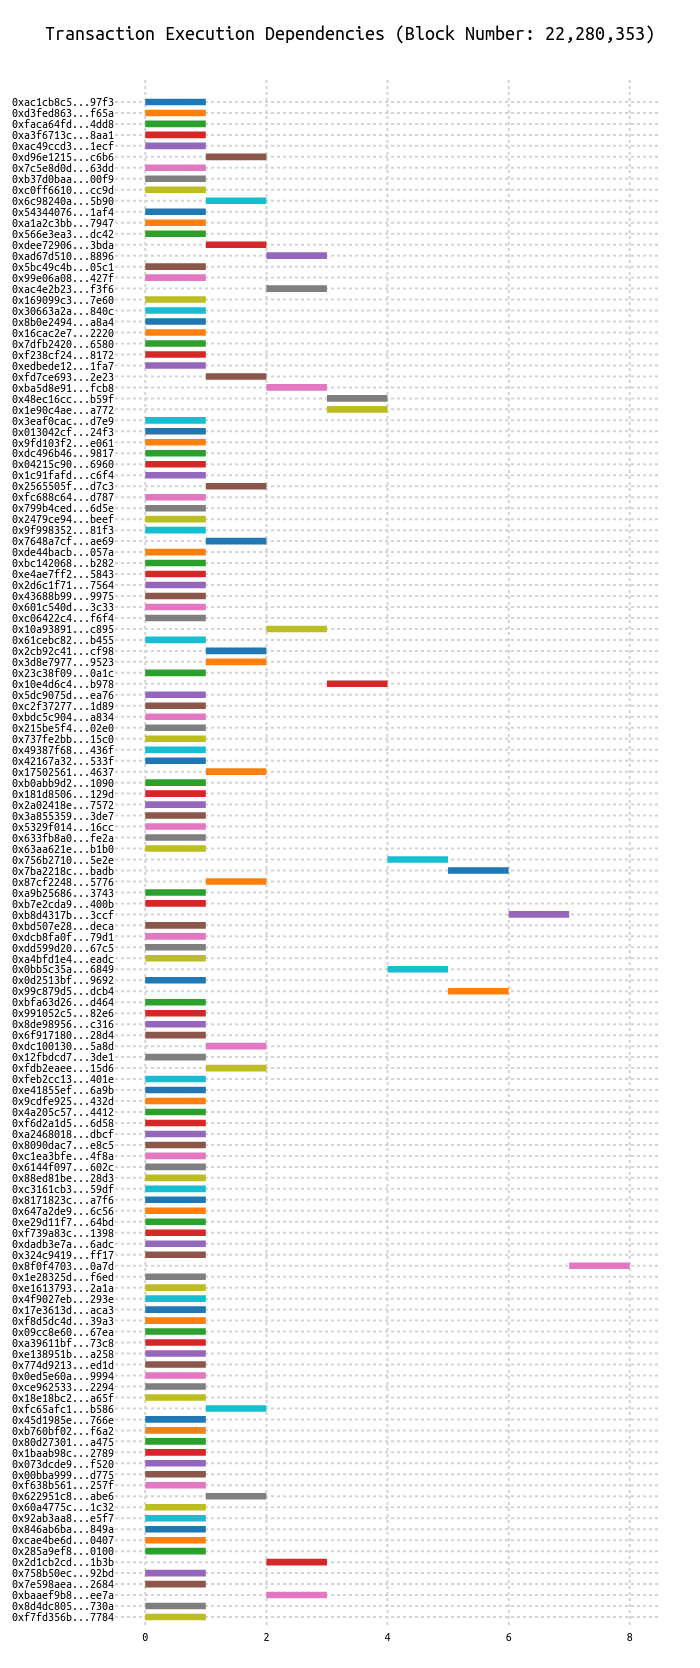 Transaction Execution Dependencies (Block Number: 22,280,353)
0xac1cb8c5...97f3
0xd3fed863...f65a
0xfaca64fd...4dd8
0xa3f6713c...8aa1
0xac49ccd3...1ecf
0xd96e1215...c6b6
0x7c5e8d0d...63dd
0xb37d0baa...00f9
0xc0ff6610...cc9d
0x6c98240a...5b90
0x54344076...1af4
0xa1a2c3bb...7947
0x566e3ea3...dc42
0xdee72906...3bda
0xad67d510...8896
0x5bc49c4b...05c1
0x99e06a08...427f
0xac4e2b23...f3f6
0x169099c3...7e60
0x30663a2a...840c
0x8b0e2494...a8a4
0x16cac2e7...2220
0x7dfb2420...6580
0xf238cf24...8172
0xedbede12...1fa7
0xfd7ce693...2e23
0xba5d8e91...fcb8
0x48ec16cc...b59f
0x1e90c4ae...a772
0x3eaf0cac...d7e9
0x013042cf...24f3
0x9fd103f2...e061
0xdc496b46...9817
0x04215c90...6960
0x1c91fafd...c6f4
0x2565505f...d7c3
0xfc688c64...d787
0x799b4ced...6d5e
0x2479ce94...beef
0x9f998352...81f3
0x7648a7cf...ae69
0xde44bacb...057a
0xbc142068...b282
0xe4ae7ff2...5843
0x2d6c1f71...7564
0x43688b99...9975
0x601c540d...3c33
0xc06422c4...f6f4
0x10a93891...c895
0x61cebc82...b455
0x2cb92c41...cf98
0x3d8e7977...9523
0x23c38f09...0a1c
0x10e4d6c4...b978
0x5dc9075d...ea76
0xc2f37277...1d89
0xbdc5c904...a834
0x215be5f4...02e0
0x737fe2bb...15c0
0x49387f68...436f
0x42167a32...533f
0x17502561...4637
0xb0abb9d2...1090
0x181d8506...129d
0x2a02418e...7572
0x3a855359...3de7
0x5329f014...16cc
0x633fb8a0...fe2a
0x63aa621e...b1b0
0x756b2710...5e2e
0x7ba2218c...badb
0x87cf2248...5776
0xa9b25686...3743
0xb7e2cda9...400b
0xb8d4317b...3ccf
0xbd507e28...deca
0xdcb8fa0f...79d1
0xdd599d20...67c5
0xa4bfd1e4...eadc
0x0bb5c35a...6849
0x0d2513bf...9692
0x99c879d5...dcb4
0xbfa63d26...d464
0x991052c5...82e6
0x8de98956...c316
0x6f917180...28d4
0xdc100130...5a8d
0x12fbdcd7...3de1
0xfdb2eaee...15d6
0xfeb2cc13...401e
0xe41855ef...6a9b
0x9cdfe925...432d
0x4a205c57...4412
0xf6d2a1d5...6d58
0xa2468018...dbcf
0x8090dac7...e8c5
0xc1ea3bfe...4f8a
0x6144f097...602c
0x88ed81be...28d3
0xc3161cb3...59df
0x8171823c...a7f6
0x647a2de9...6c56
0xe29d11f7...64bd
0xf739a83c...1398
0xdadb3e7a...6adc
0x324c9419...ff17
0x8f0f4703...0a7d
0x1e28325d...f6ed
0xe1613793...2a1a
0x4f9027eb...293e
0x17e3613d...aca3
0xf8d5dc4d...39a3
0x09cc8e60...67ea
0xa39611bf...73c8
0xe138951b...a258
0x774d9213...ed1d
0x0ed5e60a...9994
0xce962533...2294
0x18e18bc2...a65f
0xfc65afc1...b586
0x45d1985e...766e
0xb760bf02...f6a2
0x80d27301...a475
0x1baab98c...2789
0x073dcde9...f520
0x00bba999...d775
0xf638b561...257f
0x622951c8...abe6
0x60a4775c...1c32
0x92ab3aa8...e5f7
0x846ab6ba...849a
0xcae4be6d...0407
0x285a9ef8...0100
0x2d1cb2cd...1b3b
0x758b50ec...92bd
0x7e598aea...2684
0xbaaef9b8...ee7a
0x8d4dc805...730a
0xf7fd356b...7784
0 2 4 6 8